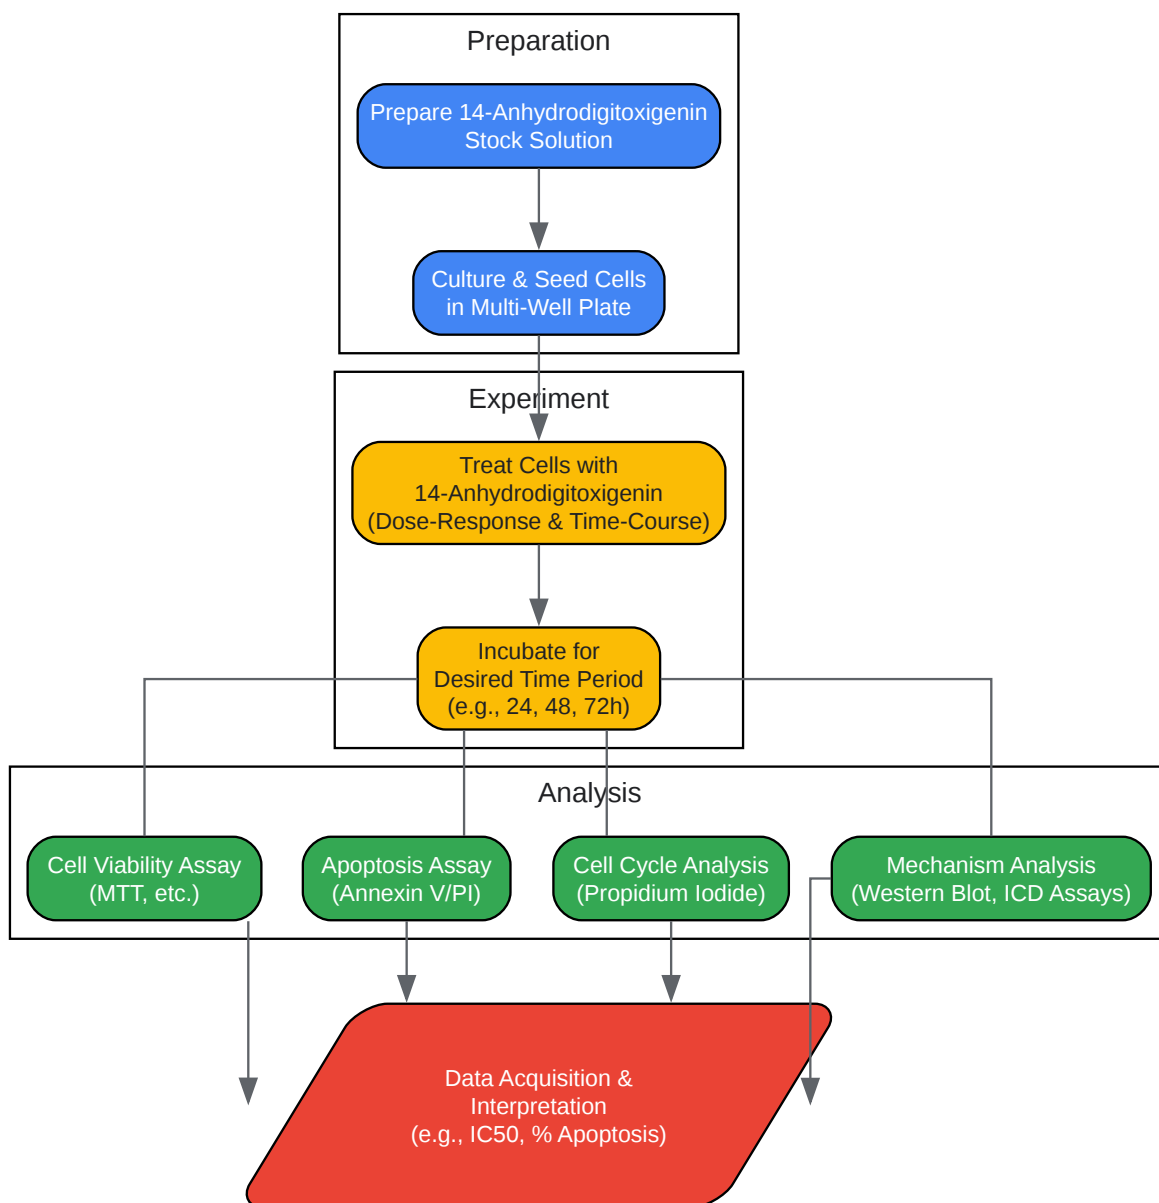 Preparation
Prepare 14-Anhydrodigitoxigenin
Stock Solution
Culture & Seed Cells
in Multi-Well Plate
Experiment
Treat Cells with
14-Anhydrodigitoxigenin
(Dose-Response & Time-Course)
Incubate for
Desired Time Period
(e.g., 24, 48, 72h)
Analysis
Cell Viability Assay
(MTT, etc.)
Apoptosis Assay
(Annexin V/PI)
Cell Cycle Analysis
(Propidium Iodide)
Mechanism Analysis
(Western Blot, ICD Assays)
Data Acquisition &
Interpretation
(e.g., IC50, % Apoptosis)